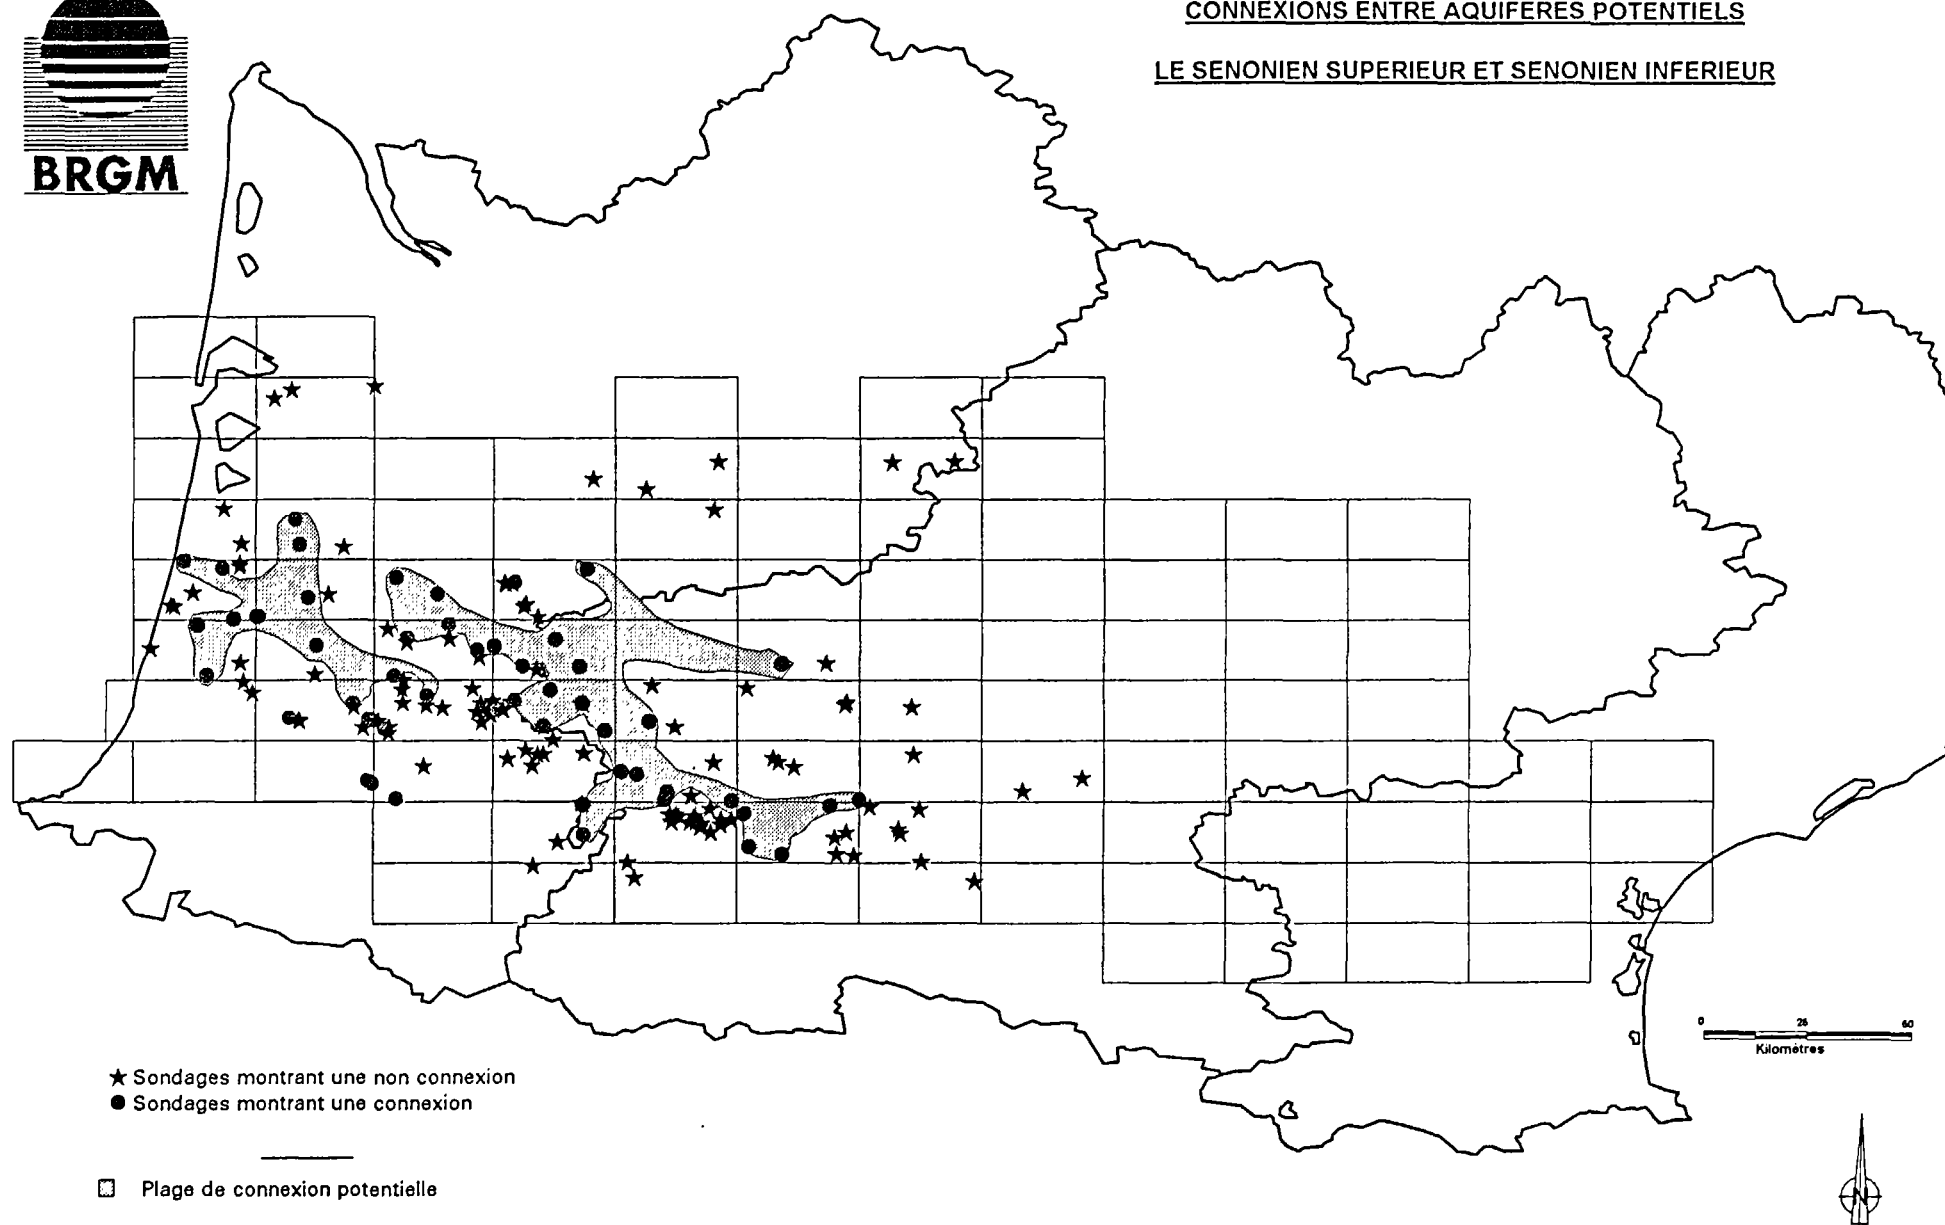 CONNEXIONS ENTRE AQUIFERES POTENTIELS
LE SENONIEN SUPERIEUR ET SENONIEN INFERIEUR
BRGM
0 25 50
Kilomètres
Sondages montrant une non connexion
Sondages montrant une connexion
Plage de connexion potentielle
N